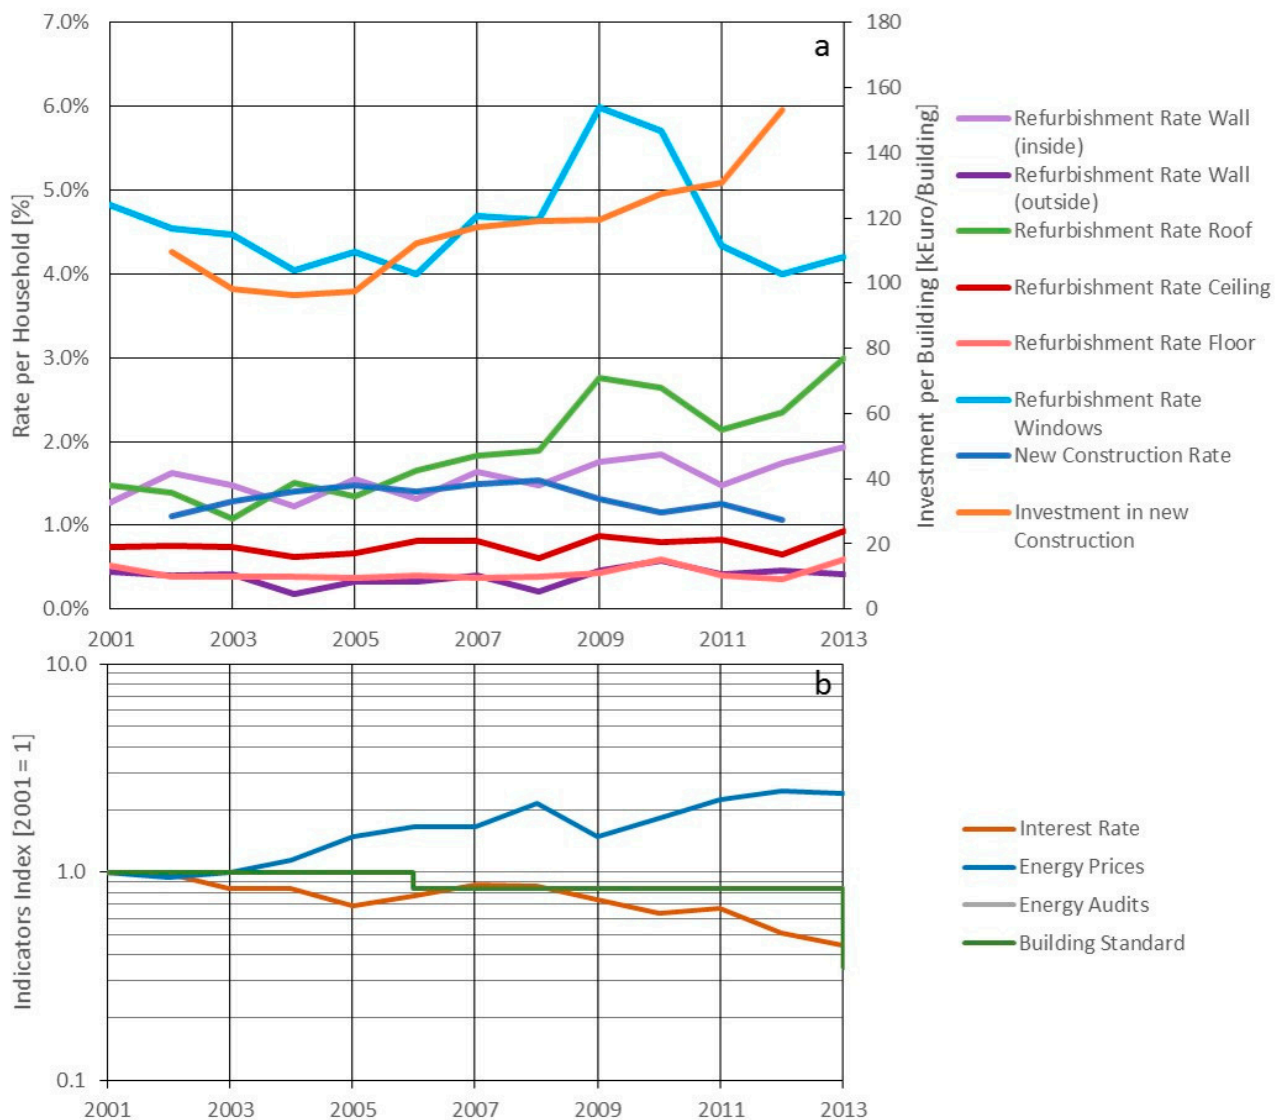 7.0%
6.0%
5.0%
4.0%
3.0%
2.0%
1.0%
0.0%
Rate per Household [%]
a
180
160
140
120
100
80
60
40
20
0
Investment per Building [kEuro/Building]
2001 2003 2005 2007 2009 2011 2013
Refurbishment Rate Wall
(inside)
Refurbishment Rate Wall
(outside)
Refurbishment Rate Roof
Refurbishment Rate Ceiling
Refurbishment Rate Floor
Refurbishment Rate
Windows
New Construction Rate
Investment in new
Construction
10.0
1.0
0.1
Indicators Index [2001 = 1]
b
2001 2003 2005 2007 2009 2011 2013
Interest Rate
Energy Prices
Energy Audits
Building Standard